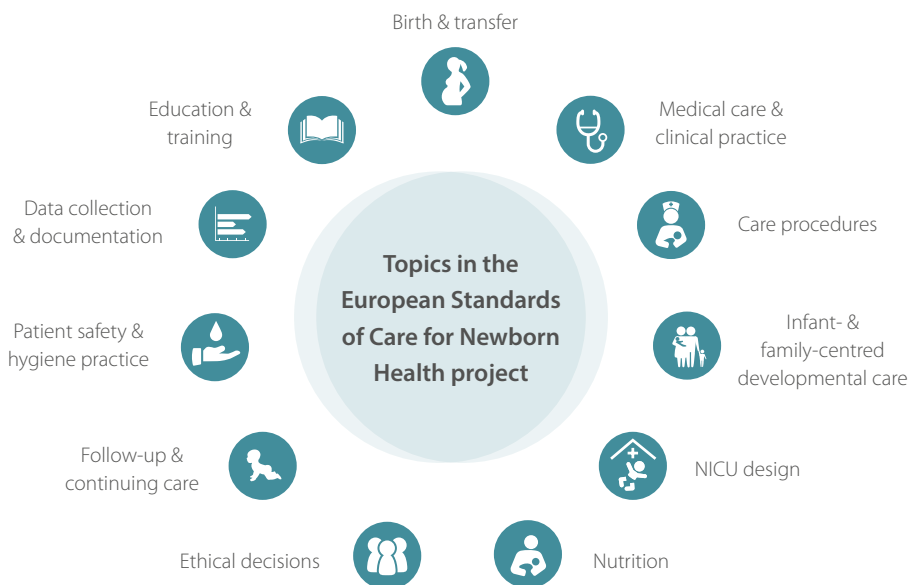 Birth & transfer
Medical care &
clinical practice
Care procedures
Infant- &
family-centred
developmental care
NICU design
Nutrition
Ethical decisions
Follow-up &
continuing care
Patient safety &
hygiene practice
Data collection
& documentation
Education &
training
Topics in the
European Standards
of Care for Newborn
Health project